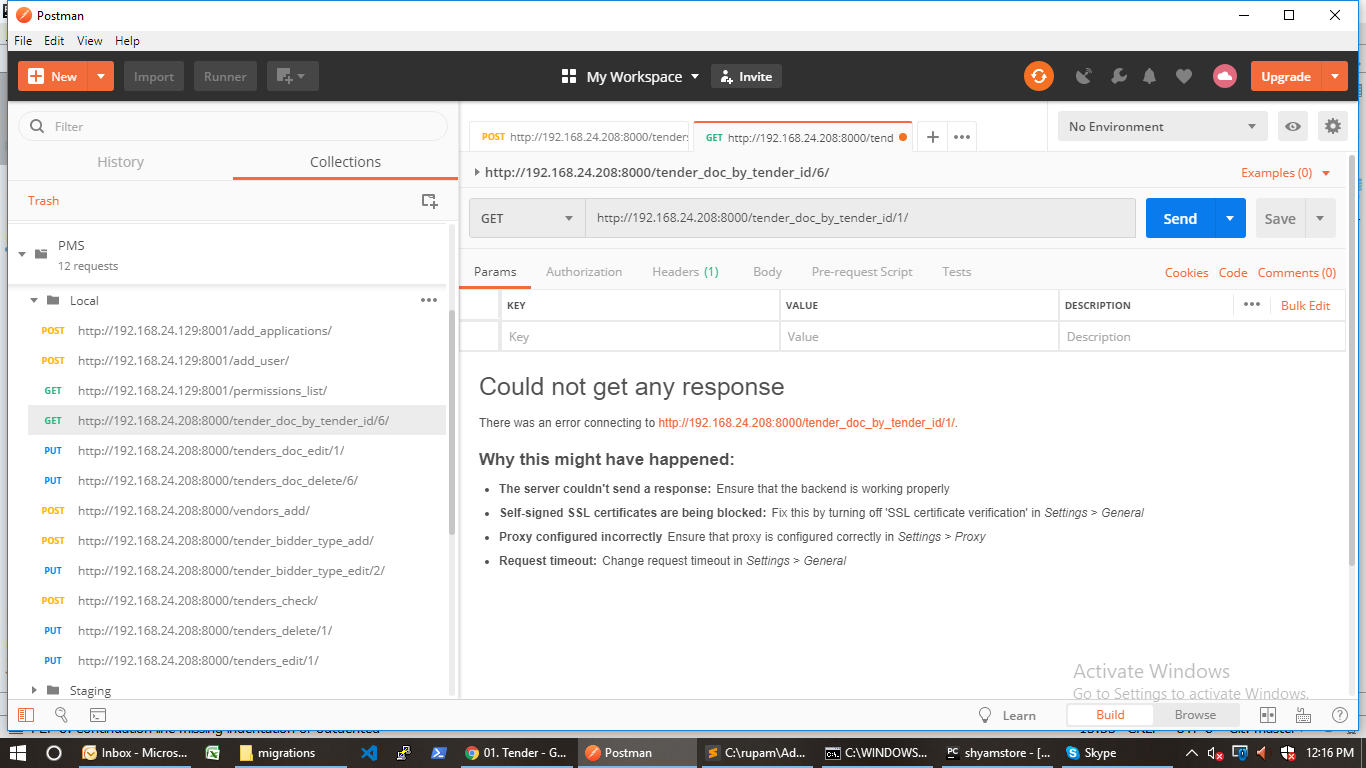 Postman
File Edit View Help
New Import Runner My Workspace Invite Upgrade
Filter
History Collections
Trash
PMS
12 requests
Local
POST http://192.168.24.129:8001/add_applications/
POST http://192.168.24.129:8001/add_user/
GET http://192.168.24.129:8001/permissions_list/
GET http://192.168.24.208:8000/tender_doc_by_tender_id/6/
PUT http://192.168.24.208:8000/tenders_doc_edit/1/
PUT http://192.168.24.208:8000/tenders_doc_delete/6/
POST http://192.168.24.208:8000/vendors_add/
POST http://192.168.24.208:8000/tender_bidder_type_add/
PUT http://192.168.24.208:8000/tender_bidder_type_edit/2/
POST http://192.168.24.208:8000/tenders_check/
PUT http://192.168.24.208:8000/tenders_delete/1/
PUT http://192.168.24.208:8000/tenders_edit/1/
Staging
POST http://192.168.24.208:8000/tenders GET http://192.168.24.208:8000/tend
No Environment
http://192.168.24.208:8000/tender_doc_by_tender_id/6/ Examples (0)
GET http://192.168.24.208:8000/tender_doc_by_tender_id/1/ Send Save
Params Authorization Headers (1) Body Pre-request Script Tests Cookies Code Comments (0)
KEY VALUE DESCRIPTION Bulk Edit
Key Value Description
Could not get any response
There was an error connecting to http://192.168.24.208:8000/tender_doc_by_tender_id/1/.
Why this might have happened:
• The server couldn't send a response: Ensure that the backend is working properly
• Self-signed SSL certificates are being blocked: Fix this by turning off 'SSL certificate verification' in Settings > General
• Proxy configured incorrectly Ensure that proxy is configured correctly in Settings > Proxy
• Request timeout: Change request timeout in Settings > General
Activate Windows
Go to Settings to activate Windows.
Learn Build Browse
Inbox - Micros... migrations 01. Tender - G... Postman C:\rupam\Ad... C:\WINDOWS... shyamstore - [... Skype 12:16 PM